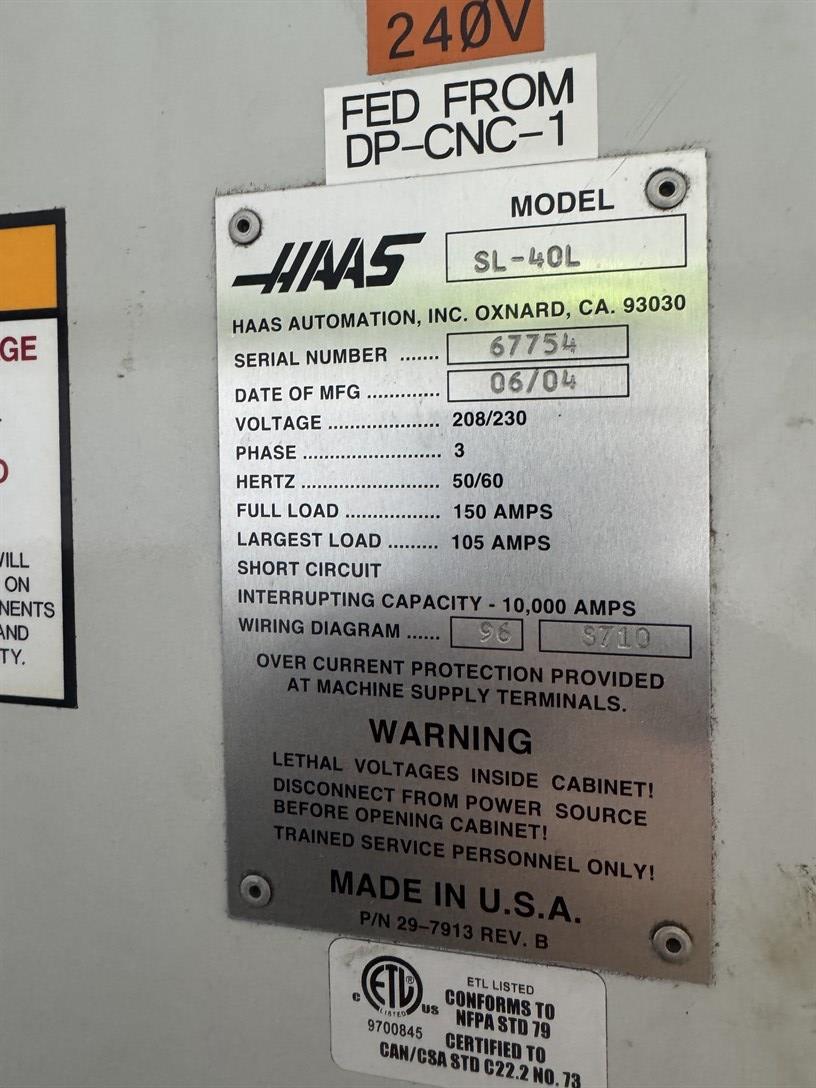 240V
FED FROM
DP-CNC-1
MODEL
HAAS
SL-40L
HAAS AUTOMATION, INC. OXNARD, CA. 93030
SERIAL NUMBER ....... 67754
DATE OF MFG ............. 06/04
VOLTAGE .................... 208/230
PHASE ......................... 3
HERTZ ......................... 50/60
FULL LOAD ................. 150 AMPS
LARGEST LOAD ......... 105 AMPS
SHORT CIRCUIT
INTERRUPTING CAPACITY - 10,000 AMPS
WIRING DIAGRAM ...... 96 S710
OVER CURRENT PROTECTION PROVIDED
AT MACHINE SUPPLY TERMINALS.
WARNING
LETHAL VOLTAGES INSIDE CABINET!
DISCONNECT FROM POWER SOURCE
BEFORE OPENING CABINET!
TRAINED SERVICE PERSONNEL ONLY!
MADE IN U.S.A.
P/N 29-7913 REV. B
ETL LISTED
CONFORMS TO
NFPA STD 79
CERTIFIED TO
CAN/CSA STD C22.2 NO. 73
C ETL US
LISTED
9700845
ON
AND